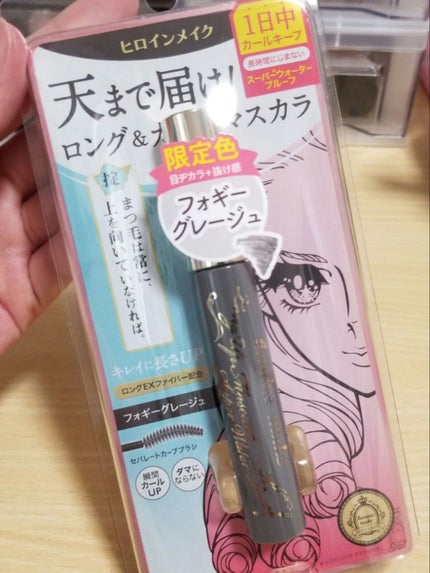 ヒロインメイク
1日中
カールキープ
長時間にじまない
スーパーウォーター
プルーフ
天まで届け!
ロング&カ
マスカラ
限定色
目ヂカラ+抜け感
フォギー
グレージュ
掟
まつ毛は常に、
上を向いていなければ。
キレイに長さUP
ロングEXファイバー配合
フォギーグレージュ
セパレートカーブブラシ
瞬間
カール
UP
ダマに
ならない